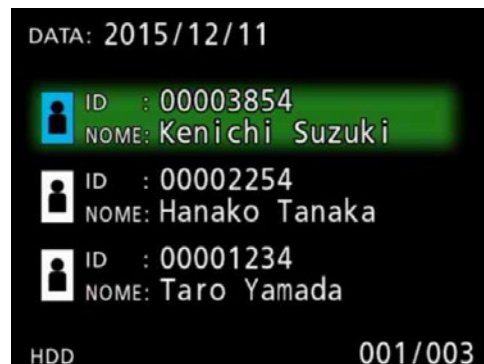 DATA: 2015/12/11
ID : 00003854
NOME: Kenichi Suzuki
ID : 00002254
NOME: Hanako Tanaka
ID : 00001234
NOME: Taro Yamada
HDD 001/003